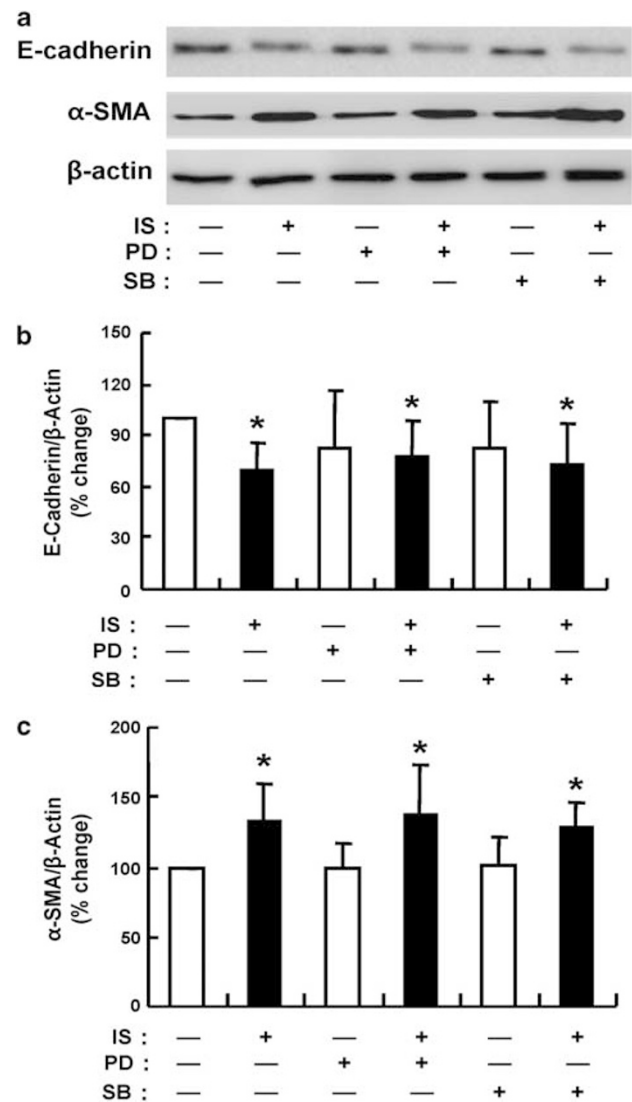 a
E-cadherin
α-SMA
β-actin
IS : — + — + — +
PD : — — + + — —
SB : — — — — + +
b
E-Cadherin/β-Actin
(% change)
150
120
90
60
30
0
* * *
IS : — + — + — +
PD : — — + + — —
SB : — — — — + +
c
α-SMA/β-Actin
(% change)
200
150
100
50
0
* * *
IS : — + — + — +
PD : — — + + — —
SB : — — — — + +